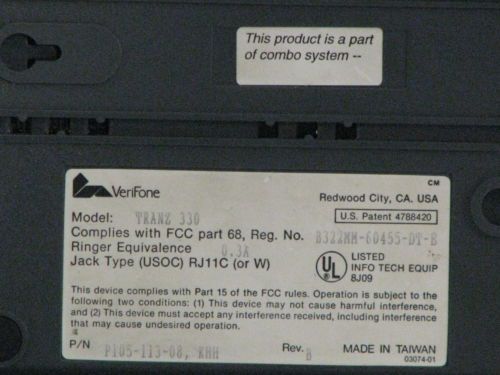 This product is a part
of combo system --
CM
VeriFone
Redwood City, CA. USA
Model: TRANZ 330
U.S. Patent 4788420
Complies with FCC part 68, Reg. No. B322MM-60455-DT-E
Ringer Equivalence 0.3A
Jack Type (USOC) RJ11C (or W)
UL
LISTED
INFO TECH EQUIP
8J09
This device complies with Part 15 of the FCC rules. Operation is subject to the
following two conditions: (1) This device may not cause harmful interference,
and (2) This device must accept any interference received, including interference
that may cause undesired operation.
P/N P105-113-08, KHH Rev. B MADE IN TAIWAN
03074-01